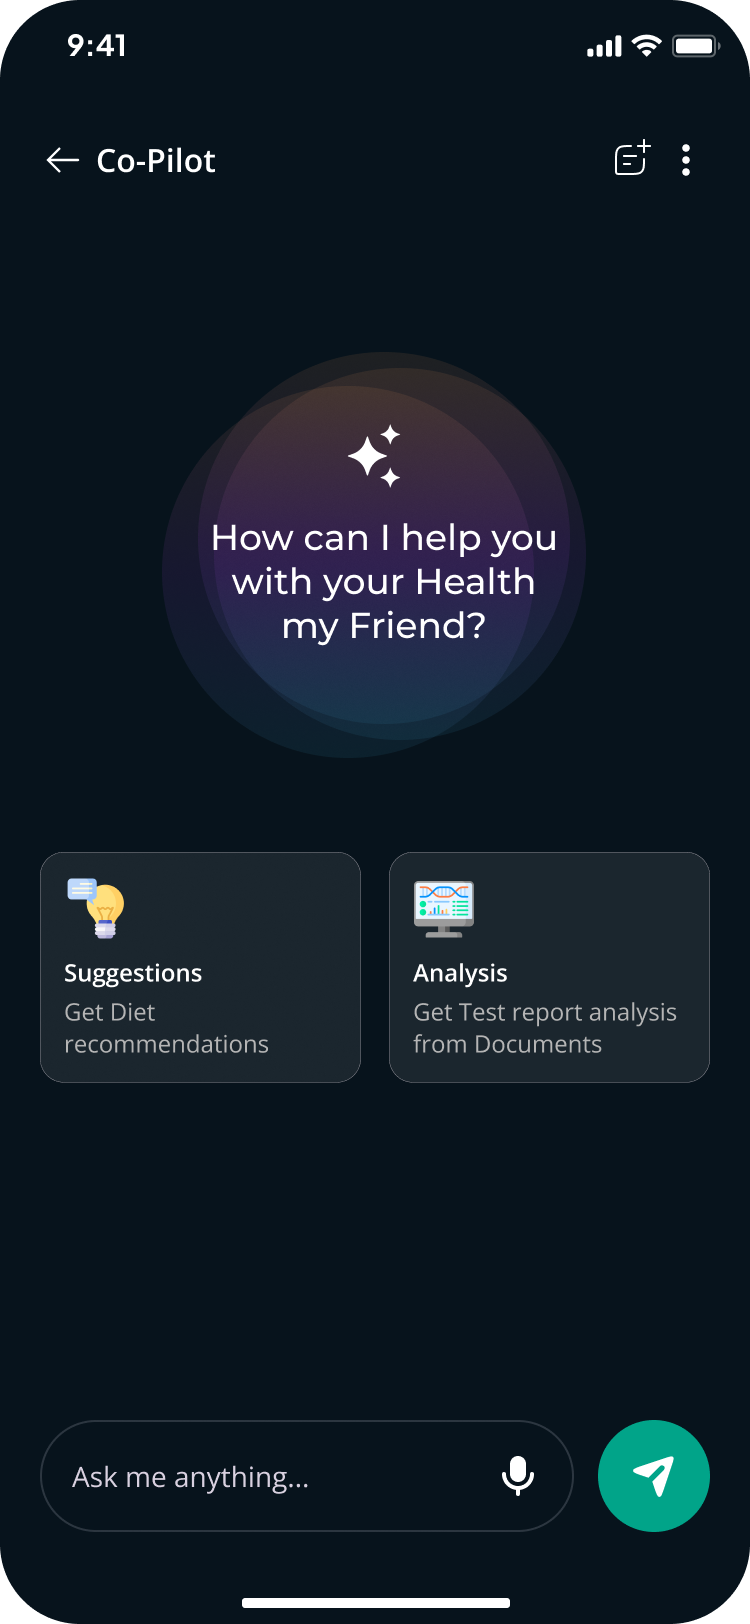 9:41
Co-Pilot
How can I help you
with your Health
my Friend?
Suggestions
Get Diet
recommendations
Analysis
Get Test report analysis
from Documents
Ask me anything...